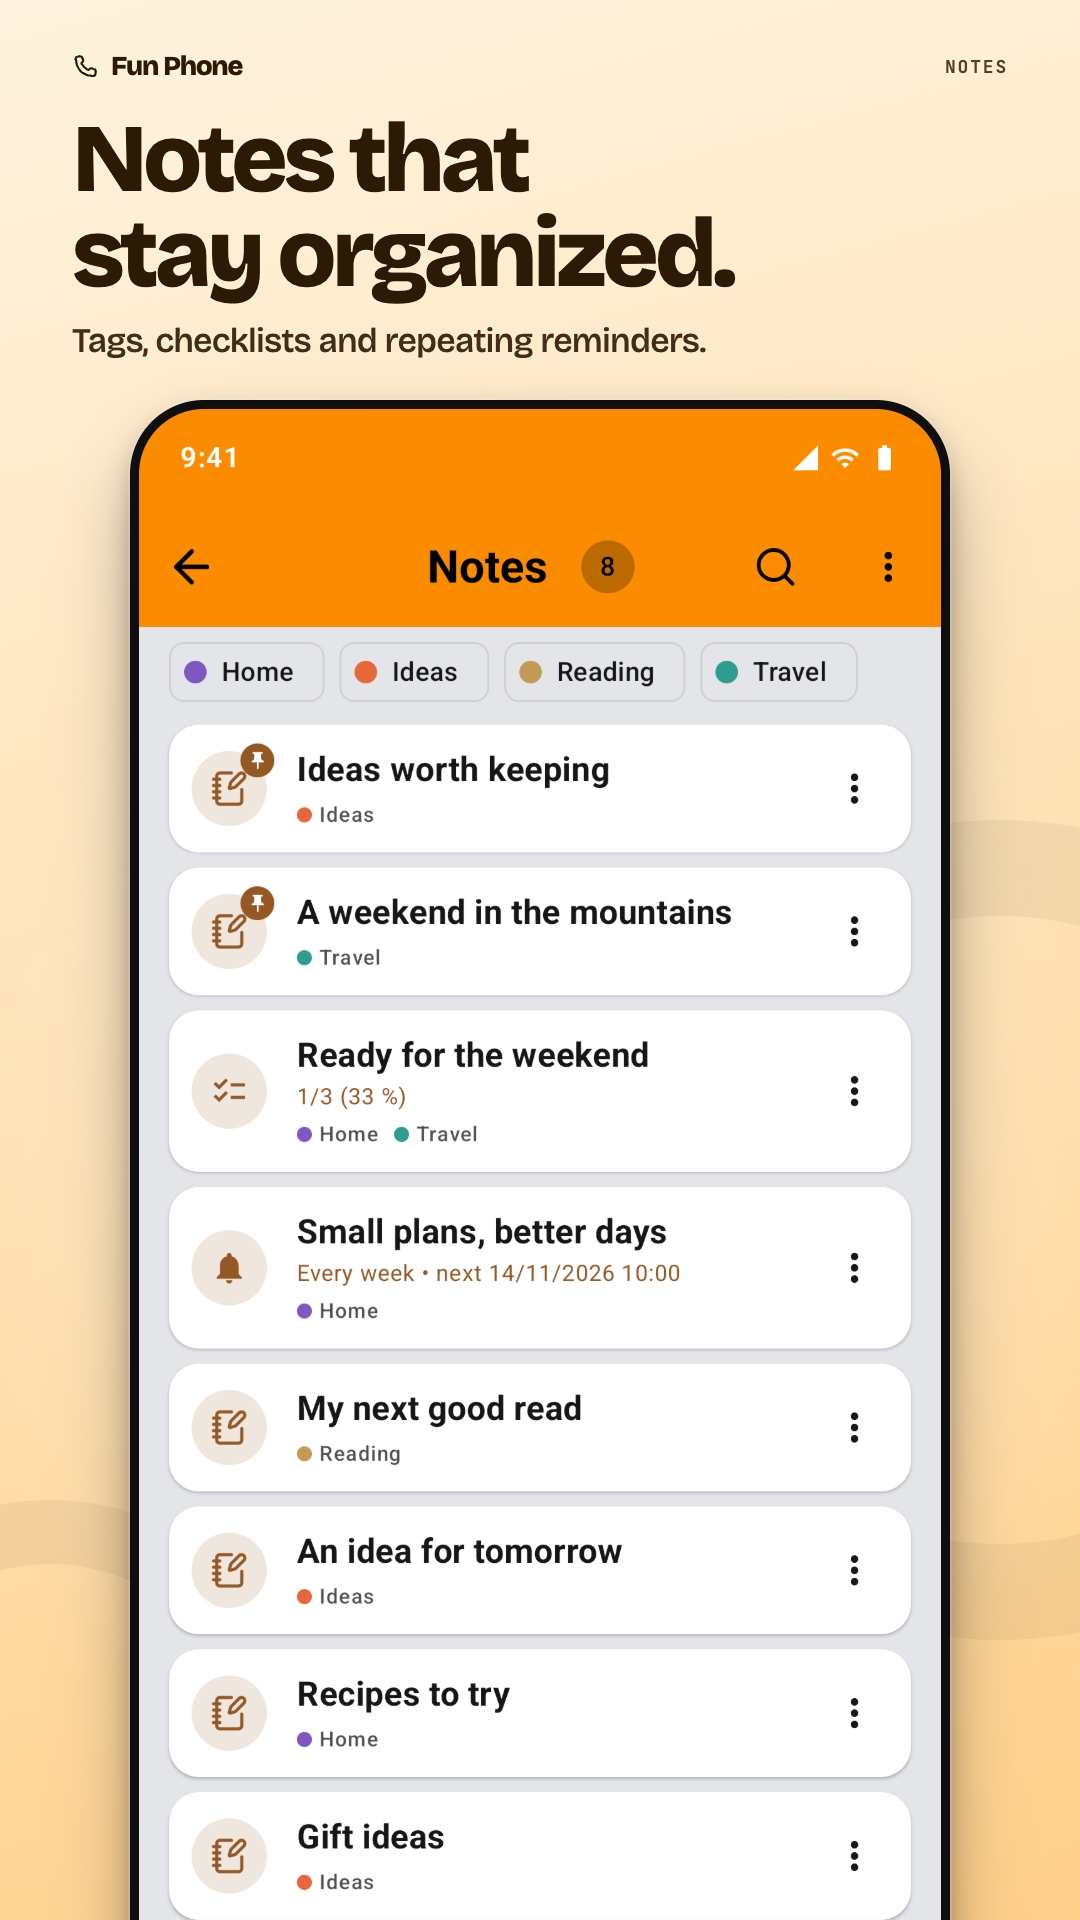 Fun Phone
NOTES
Notes that
stay organized.
Tags, checklists and repeating reminders.
9:41
Notes 8
Home Ideas Reading Travel
Ideas worth keeping
Ideas
A weekend in the mountains
Travel
Ready for the weekend
1/3 (33 %)
Home Travel
Small plans, better days
Every week • next 14/11/2026 10:00
Home
My next good read
Reading
An idea for tomorrow
Ideas
Recipes to try
Home
Gift ideas
Ideas